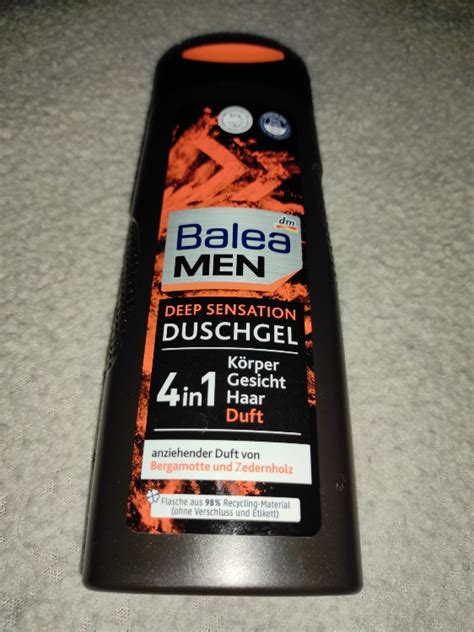 dm
Balea
MEN
DEEP SENSATION
DUSCHGEL
4in1
Körper
Gesicht
Haar
Duft
anziehender Duft von
Bergamotte und Zedernholz
Flasche aus 98% Recycling-Material
(ohne Verschluss und Etikett)